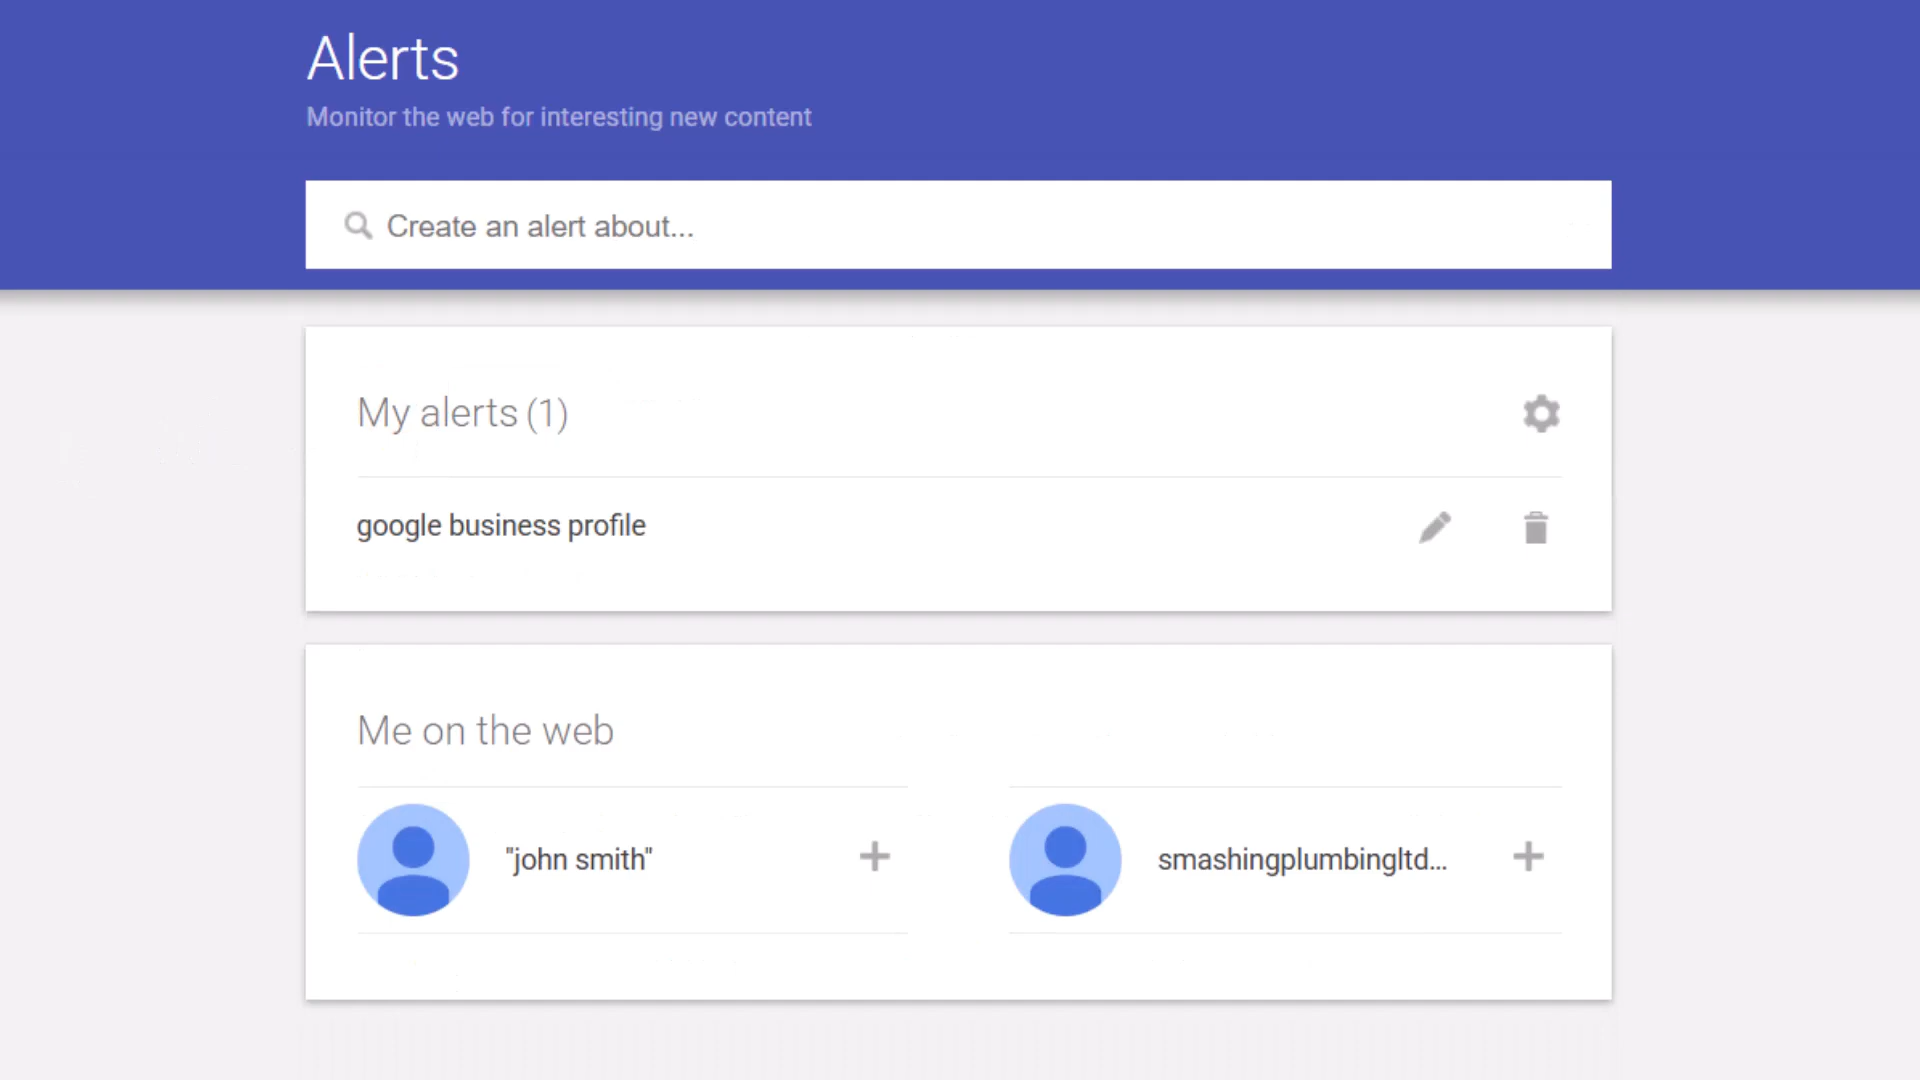 Alerts
Monitor the web for interesting new content
Create an alert about...
My alerts (1)
google business profile
Me on the web
"john smith"
smashingplumbingltd...